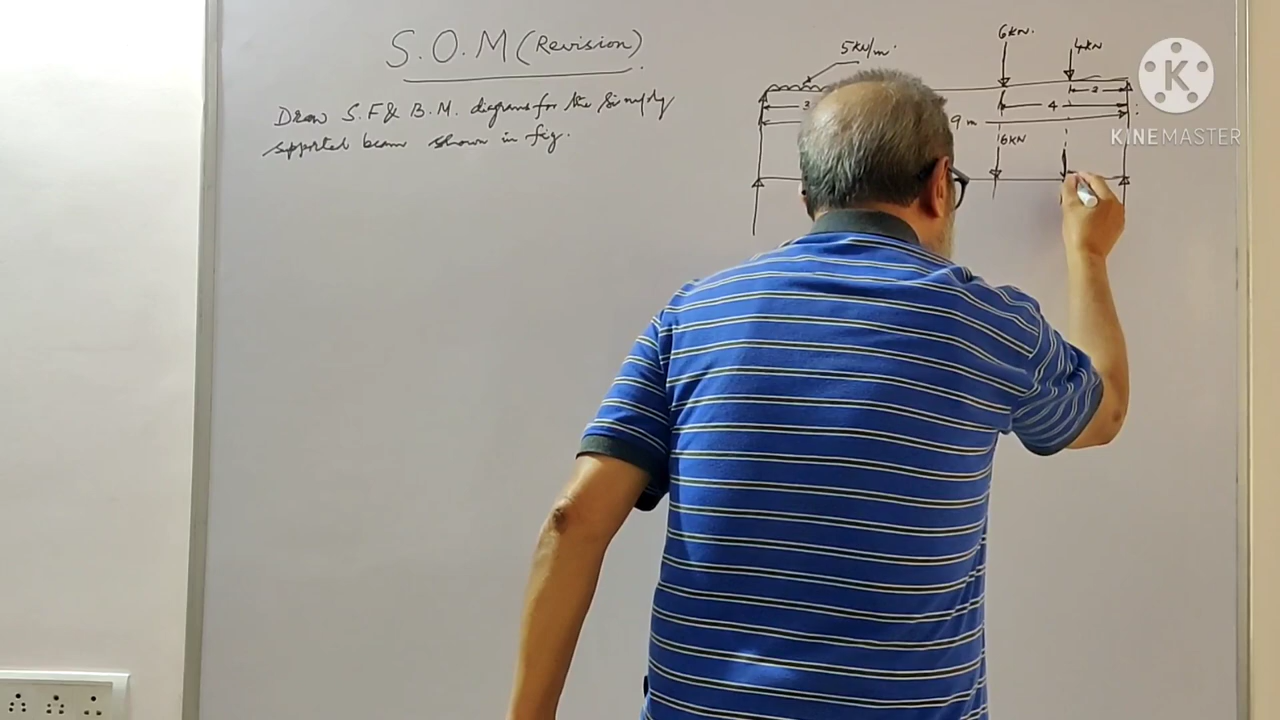 S.O.M (Revision)
Draw S.F & B.M. diagrams for the Simply
supported beam shown in fig.
5kN/m
6kN
4kN
3
2
4
9 m
6kN
K
KINEMASTER